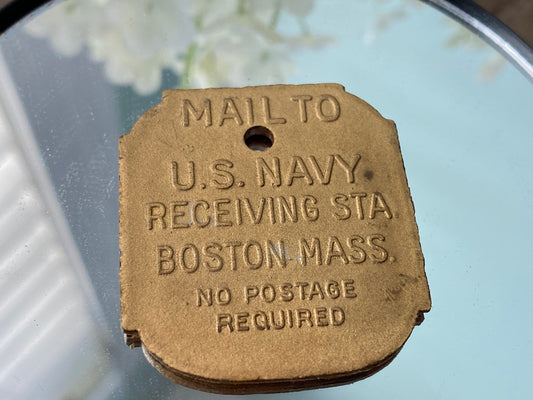 MAIL TO
U.S. NAVY
RECEIVING STA
BOSTON MASS.
NO POSTAGE
REQUIRED